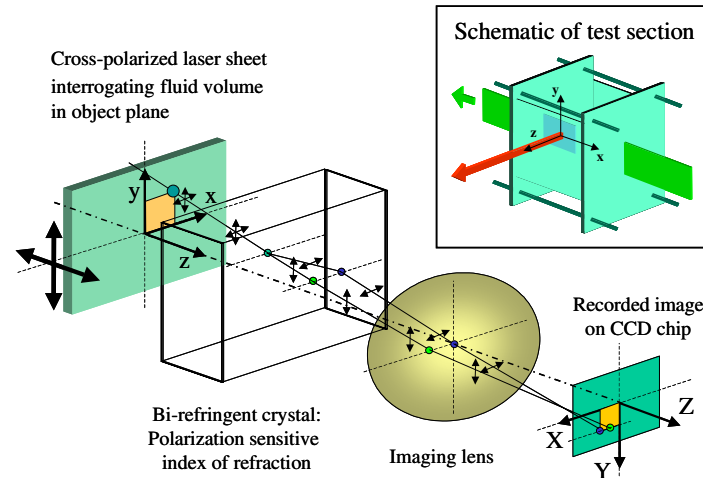 Schematic of test section
y
z
x
Cross-polarized laser sheet
interrogating fluid volume
in object plane
y
x
z
Recorded image
on CCD chip
X
Z
Y
Bi-refringent crystal:
Polarization sensitive
index of refraction
Imaging lens